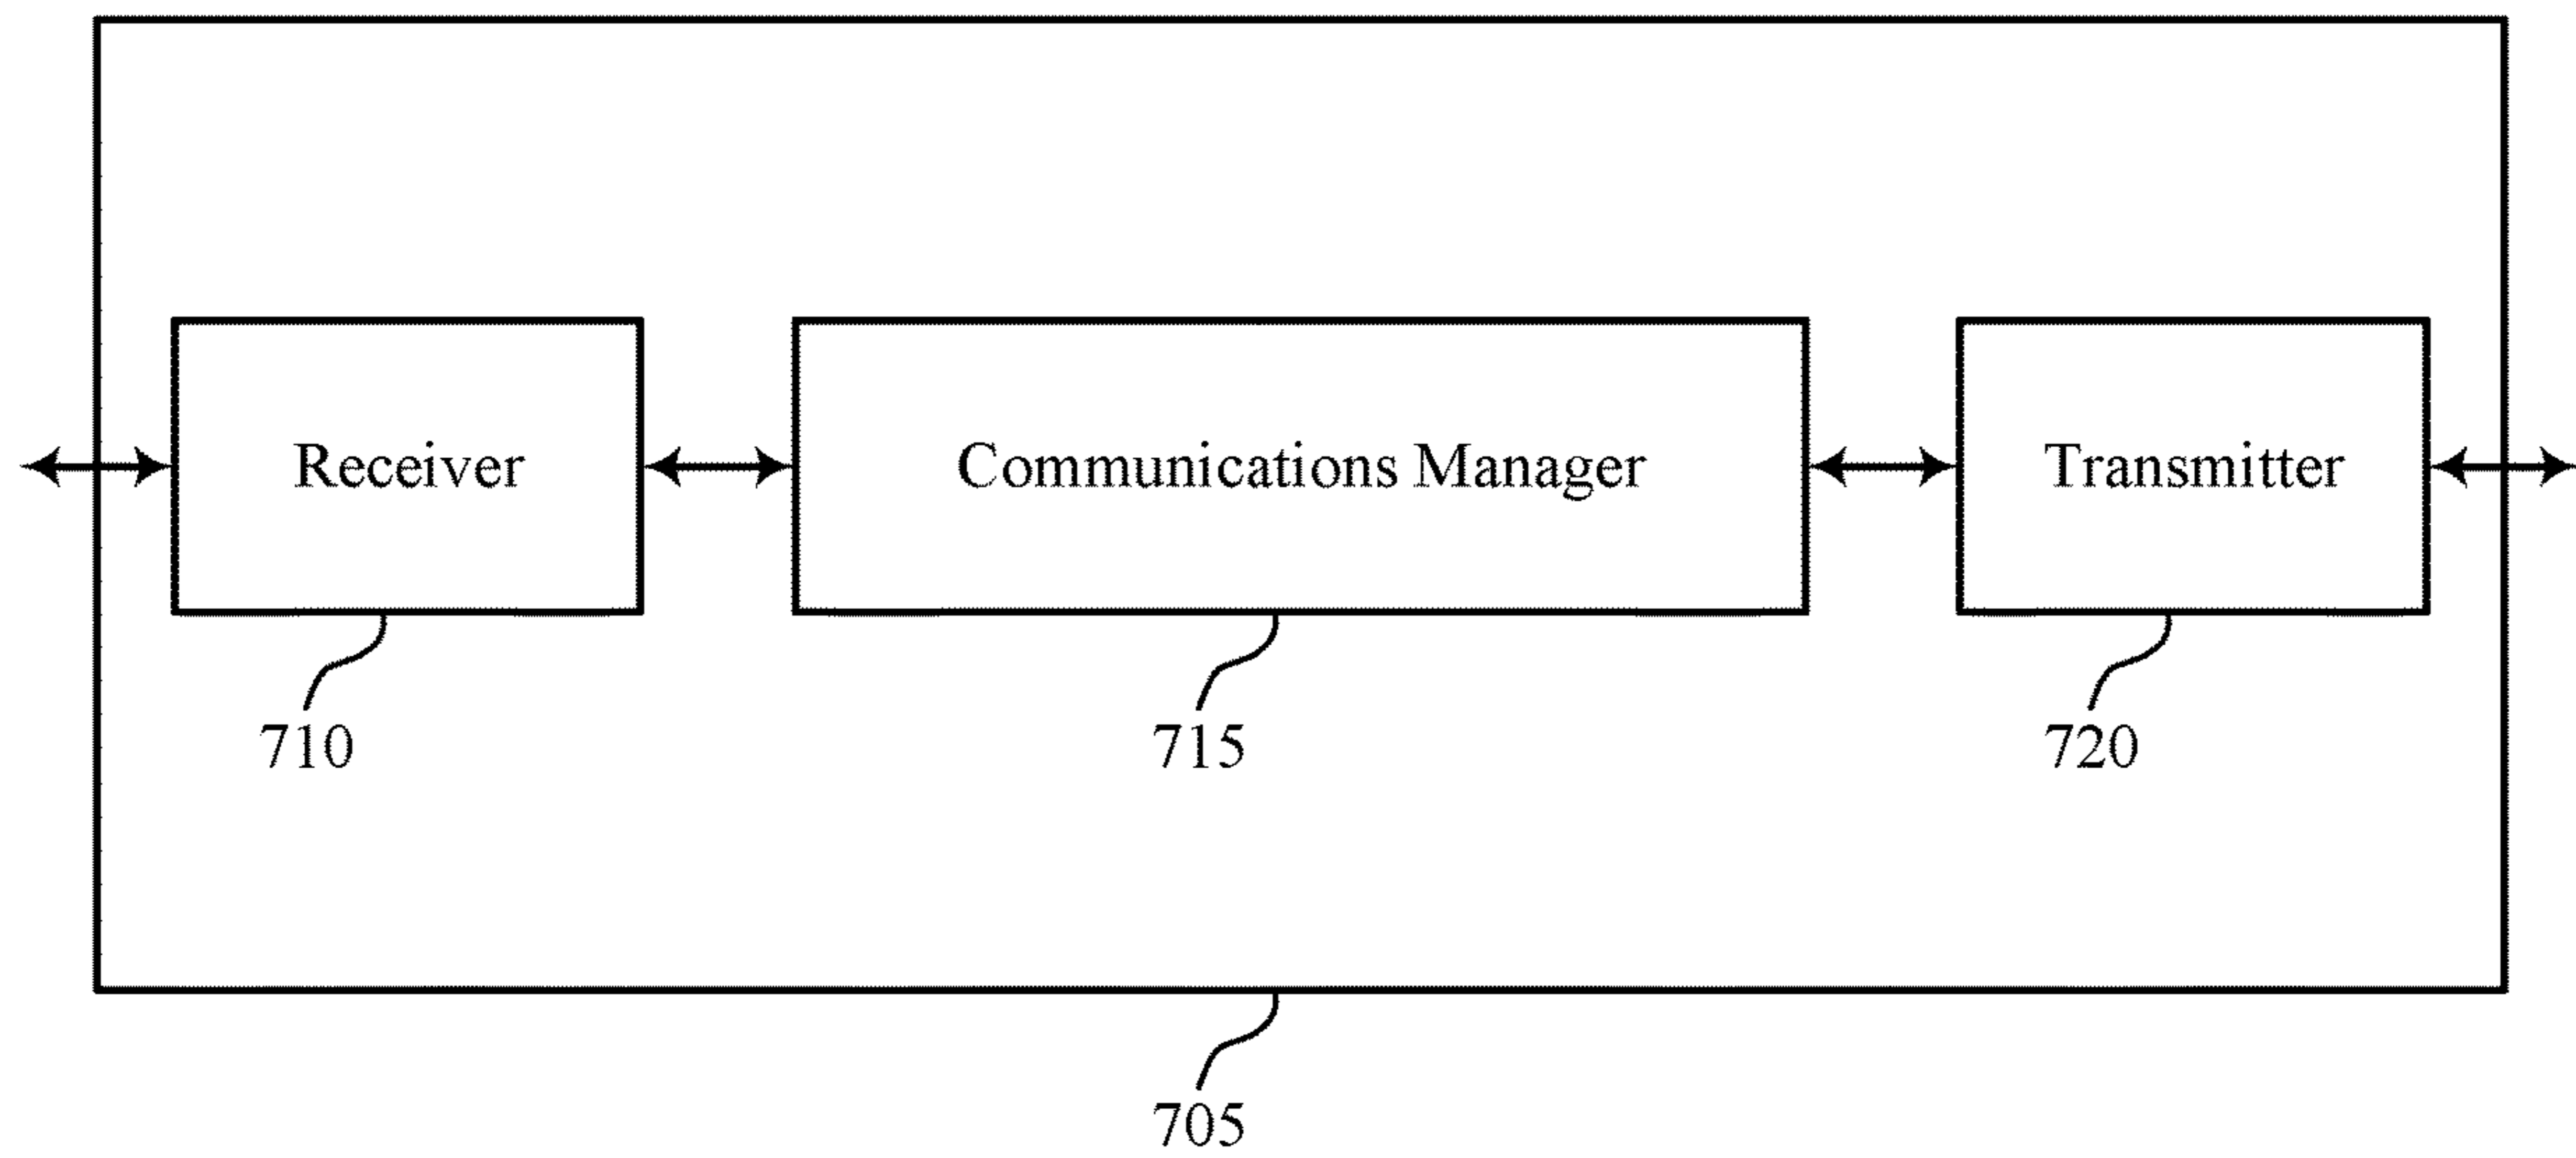 Receiver
Communications Manager
Transmitter
710
715
720
705